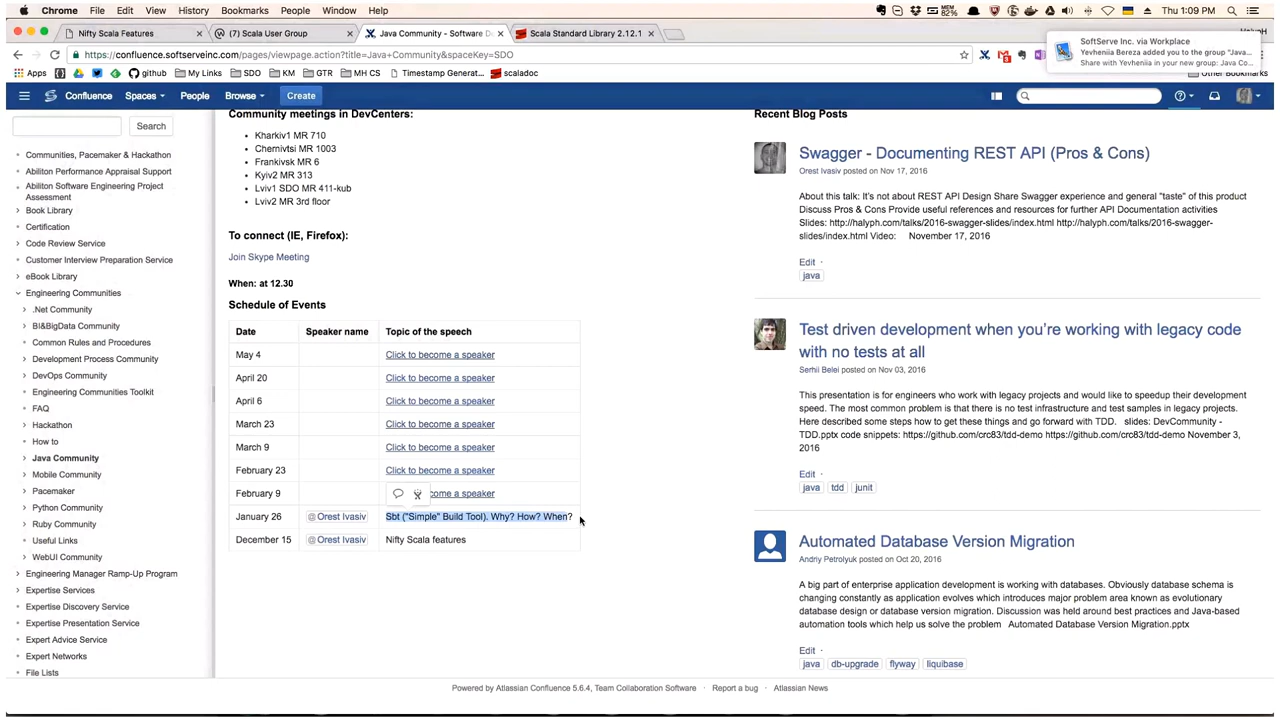 Chrome File Edit View History Bookmarks People Window Help
MEM 82% Thu 1:09 PM
Nifty Scala Features
(7) Scala User Group
Java Community - Software D
Scala Standard Library 2.12.1
https://confluence.softserveinc.com/pages/viewpage.action?title=Java+Community&spaceKey=SDO
SoftServe Inc. via Workplace
Yevheniia Bereza added you to the group "Java...
Share with Yevheniia in your new group: Java Co...
Apps github My Links SDO KM GTR MH CS Timestamp Generat... scaladoc Other Bookmarks
Confluence Spaces People Browse Create
Search
Communities, Pacemaker & Hackathon
Abiliton Performance Appraisal Support
Abiliton Software Engineering Project
Assessment
Book Library
Certification
Code Review Service
Customer Interview Preparation Service
eBook Library
Engineering Communities
.Net Community
BI&BigData Community
Common Rules and Procedures
Development Process Community
DevOps Community
Engineering Communities Toolkit
FAQ
Hackathon
How to
Java Community
Mobile Community
Pacemaker
Python Community
Ruby Community
Useful Links
WebUI Community
Engineering Manager Ramp-Up Program
Expertise Services
Expertise Discovery Service
Expertise Presentation Service
Expert Advice Service
Expert Networks
File Lists
Community meetings in DevCenters:
Kharkiv1 MR 710
Chernivtsi MR 1003
Frankivsk MR 6
Kyiv2 MR 313
Lviv1 SDO MR 411-kub
Lviv2 MR 3rd floor
To connect (IE, Firefox):
Join Skype Meeting
When: at 12.30
Schedule of Events
Date Speaker name Topic of the speech
May 4 Click to become a speaker
April 20 Click to become a speaker
April 6 Click to become a speaker
March 23 Click to become a speaker
March 9 Click to become a speaker
February 23 Click to become a speaker
February 9 come a speaker
January 26 @Orest Ivasiv Sbt ("Simple" Build Tool). Why? How? When?
December 15 @Orest Ivasiv Nifty Scala features
Recent Blog Posts
Swagger - Documenting REST API (Pros & Cons)
Orest Ivasiv posted on Nov 17, 2016
About this talk: It's not about REST API Design Share Swagger experience and general "taste" of this product
Discuss Pros & Cons Provide useful references and resources for further API Documentation activities
Slides: http://halyph.com/talks/2016-swagger-slides/index.html http://halyph.com/talks/2016-swagger-
slides/index.html Video: November 17, 2016
Edit ·
java
Test driven development when you're working with legacy code
with no tests at all
Serhii Belei posted on Nov 03, 2016
This presentation is for engineers who work with legacy projects and would like to speedup their development
speed. The most common problem is that there is no test infrastructure and test samples in legacy projects.
Here described some steps how to get these things and go forward with TDD. slides: DevCommunity -
TDD.pptx code snippets: https://github.com/crc83/tdd-demo https://github.com/crc83/tdd-demo November 3,
2016
Edit ·
java tdd junit
Automated Database Version Migration
Andriy Petrolyuk posted on Oct 20, 2016
A big part of enterprise application development is working with databases. Obviously database schema is
changing constantly as application evolves which introduces major problem area known as evolutionary
database design or database version migration. Discussion was held around best practices and Java-based
automation tools which help us solve the problem Automated Database Version Migration.pptx
Edit ·
java db-upgrade flyway liquibase
Powered by Atlassian Confluence 5.6.4, Team Collaboration Software · Report a bug · Atlassian News